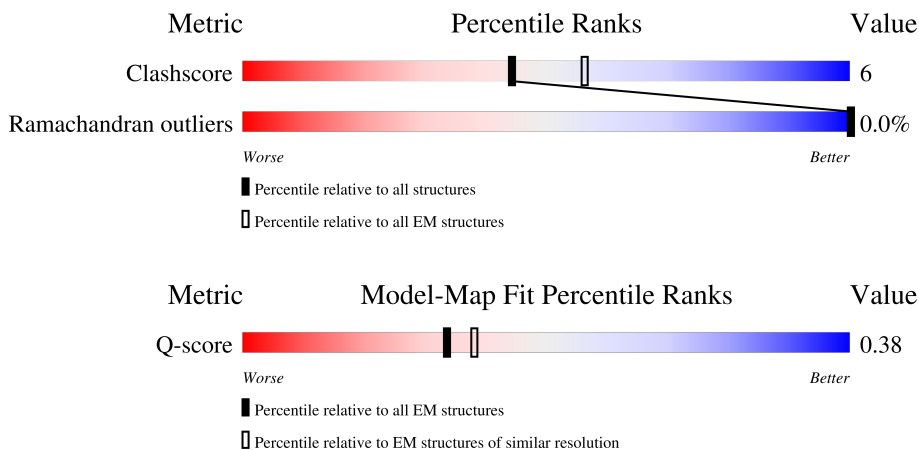 Metric Percentile Ranks Value
Clashscore 6
Ramachandran outliers 0.0%
Worse Better
Percentile relative to all structures
Percentile relative to all EM structures
Metric Model-Map Fit Percentile Ranks Value
Q-score 0.38
Worse Better
Percentile relative to all EM structures
Percentile relative to EM structures of similar resolution